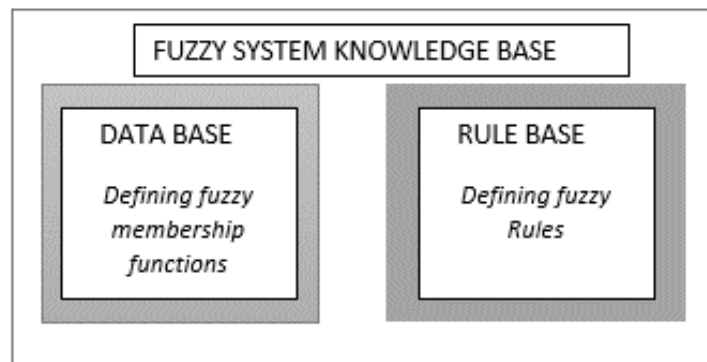 FUZZY SYSTEM KNOWLEDGE BASE
DATA BASE
Defining fuzzy
membership
functions
RULE BASE
Defining fuzzy
Rules